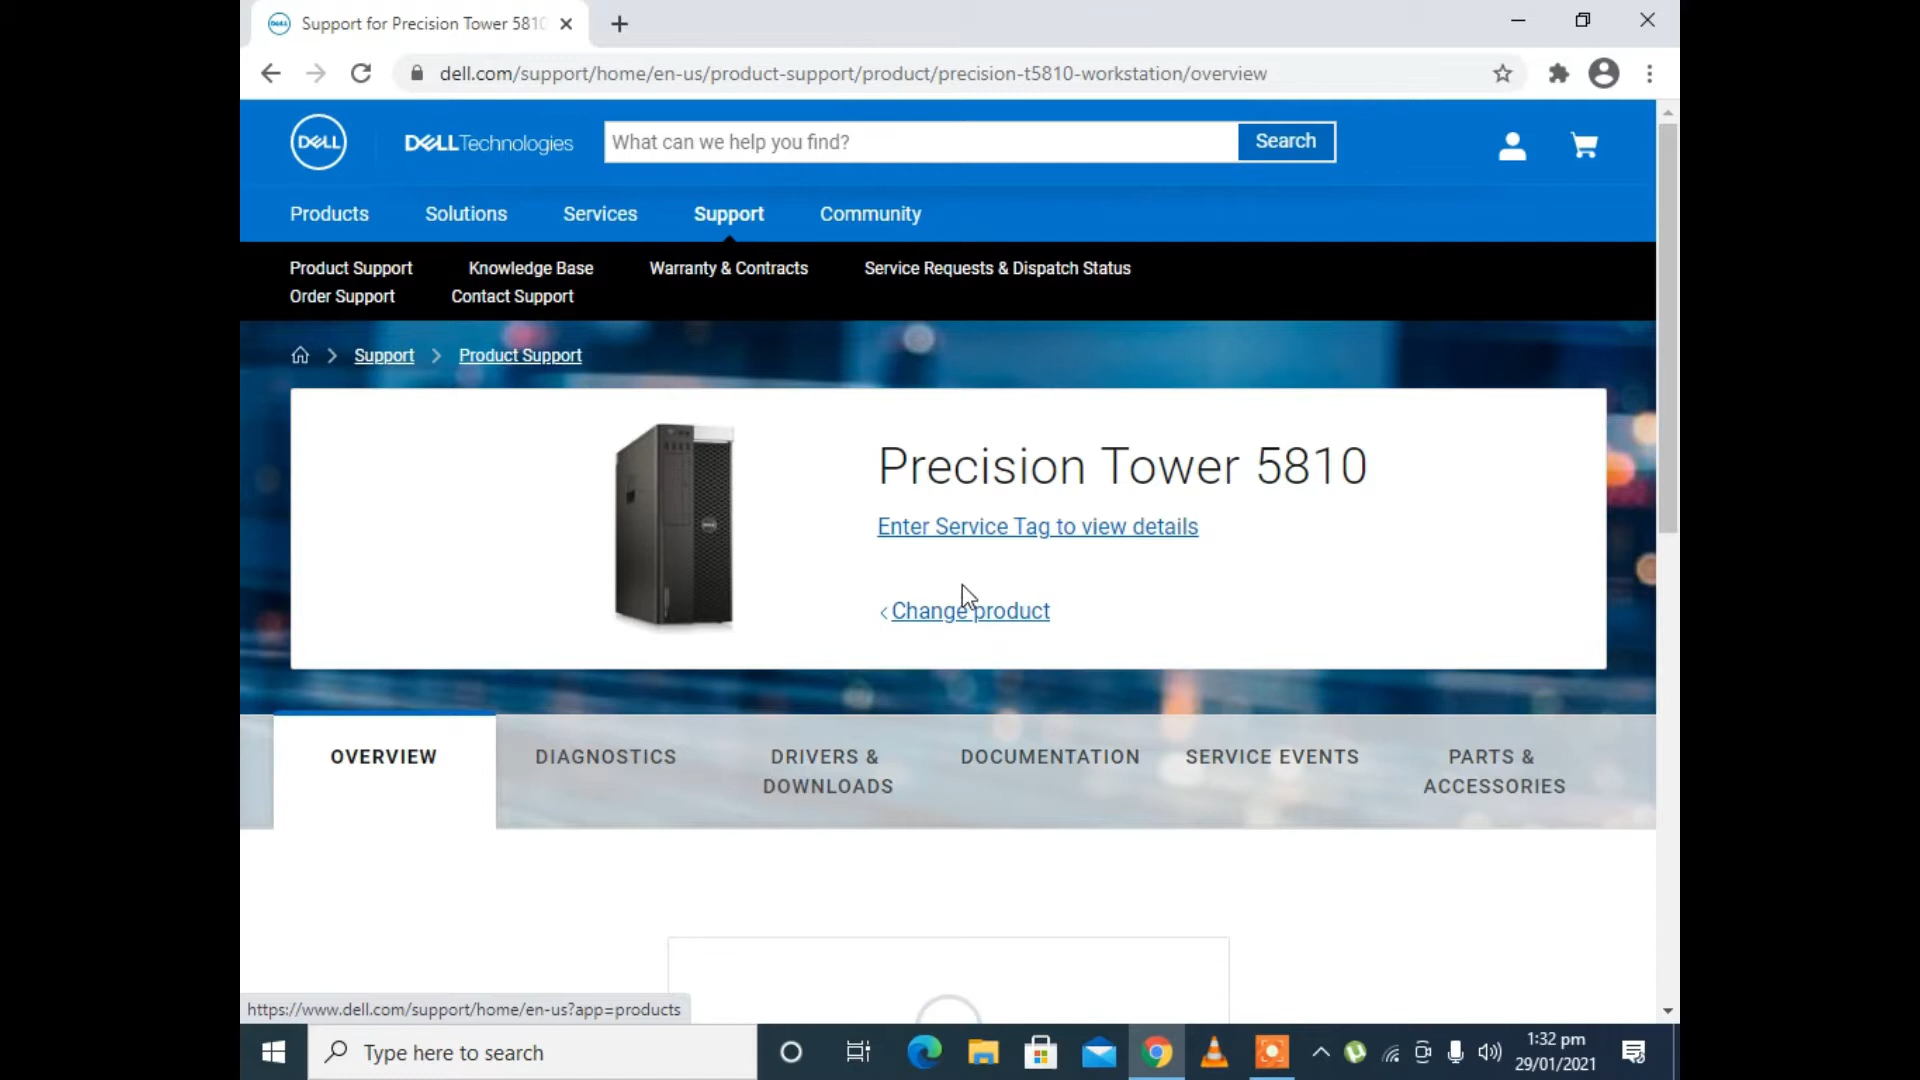 Support for Precision Tower 5810
dell.com/support/home/en-us/product-support/product/precision-t5810-workstation/overview
DELL
DELLTechnologies
What can we help you find?
Search
Products
Solutions
Services
Support
Community
Product Support
Knowledge Base
Warranty & Contracts
Service Requests & Dispatch Status
Order Support
Contact Support
Support
Product Support
Precision Tower 5810
Enter Service Tag to view details
Change product
OVERVIEW
DIAGNOSTICS
DRIVERS &
DOWNLOADS
DOCUMENTATION
SERVICE EVENTS
PARTS &
ACCESSORIES
https://www.dell.com/support/home/en-us?app=products
Type here to search
1:32 pm
29/01/2021